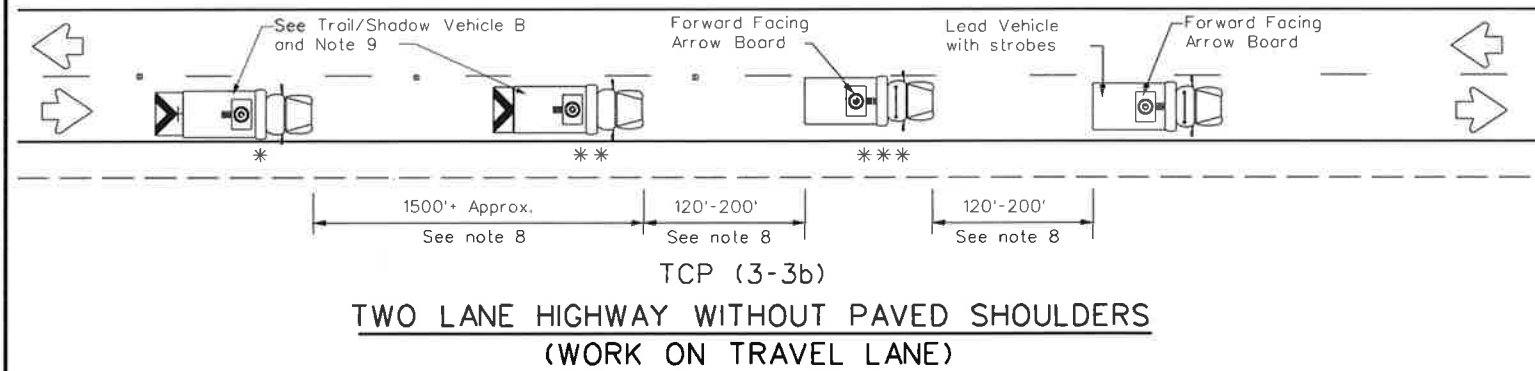 See Trail/Shadow Vehicle B
and Note 9
Forward Facing
Arrow Board
Lead Vehicle
with strobes
Forward Facing
Arrow Board
*
**
***
1500'+ Approx.
See note 8
120'-200'
See note 8
120'-200'
See note 8
TCP (3-3b)
TWO LANE HIGHWAY WITHOUT PAVED SHOULDERS
(WORK ON TRAVEL LANE)